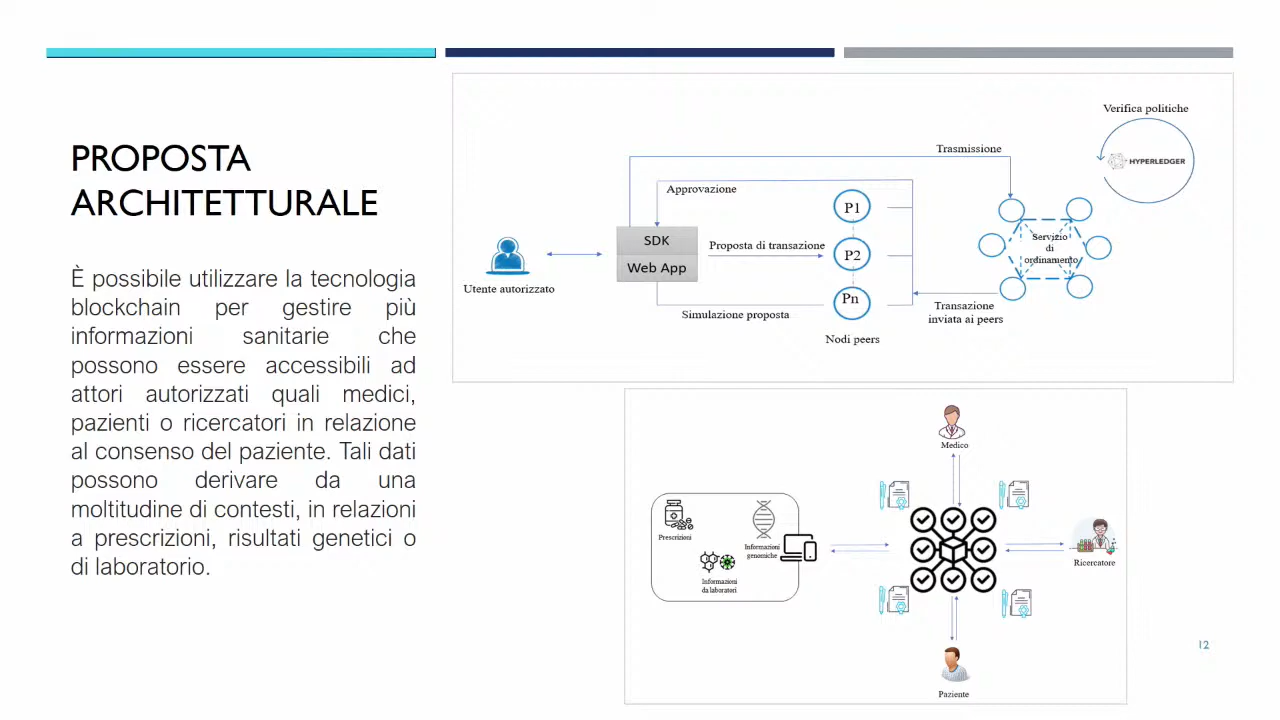 PROPOSTA
ARCHITETTURALE
È possibile utilizzare la tecnologia
blockchain per gestire più
informazioni sanitarie che
possono essere accessibili ad
attori autorizzati quali medici,
pazienti o ricercatori in relazione
al consenso del paziente. Tali dati
possono derivare da una
moltitudine di contesti, in relazioni
a prescrizioni, risultati genetici o
di laboratorio.
Verifica politiche
HYPERLEDGER
Trasmissione
Approvazione
P1
SDK
Web App
Proposta di transazione
P2
Servizio
di
ordinamento
Utente autorizzato
Pn
Simulazione proposta
Transazione
inviata ai peers
Nodi peers
Medico
Prescrizioni
Informazioni
genomiche
Informazioni
da laboratori
Ricercatore
Paziente
12